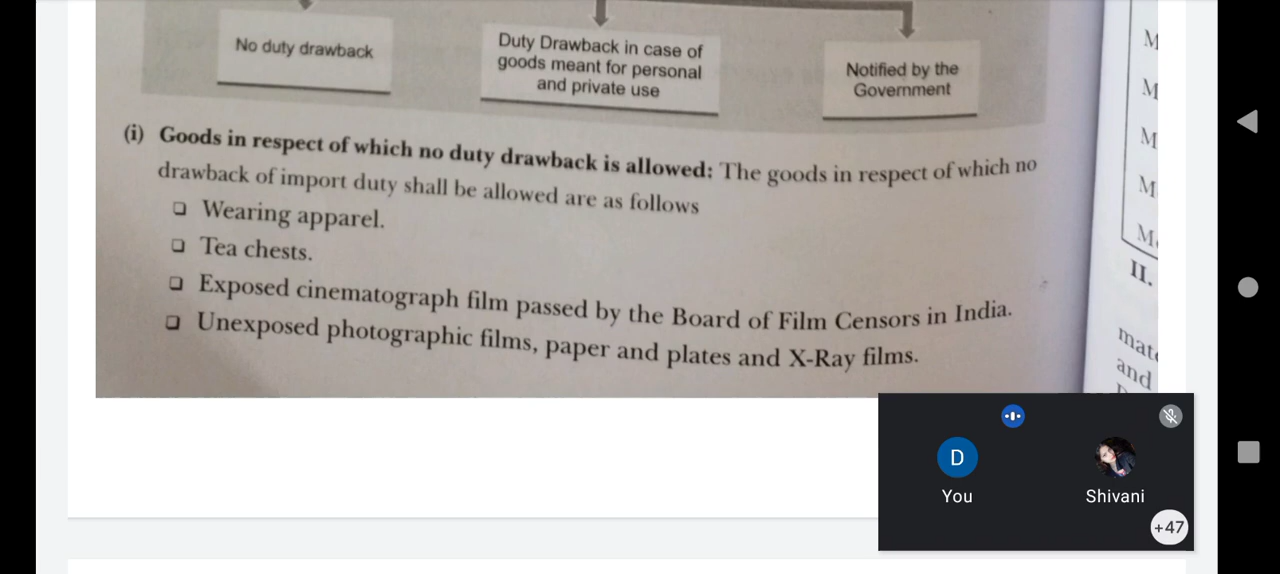 No duty drawback
Duty Drawback in case of
goods meant for personal
and private use
Notified by the
Government
(i) Goods in respect of which no duty drawback is allowed: The goods in respect of which no
drawback of import duty shall be allowed are as follows
❑ Wearing apparel.
❑ Tea chests.
❑ Exposed cinematograph film passed by the Board of Film Censors in India.
❑ Unexposed photographic films, paper and plates and X-Ray films.
M
M
M
M
II.
and
D
You
Shivani
+47